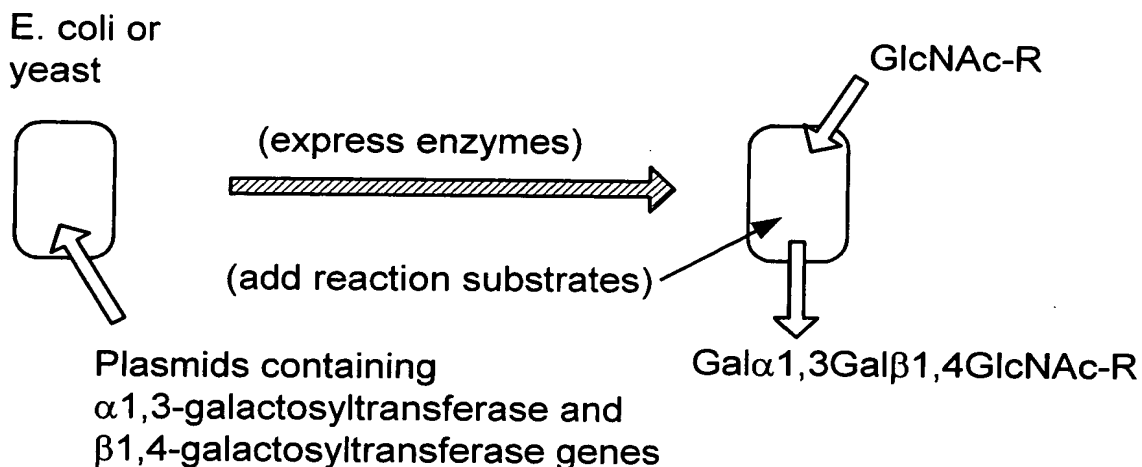 E. coli or
yeast
(express enzymes)
GlcNAc-R
(add reaction substrates)
Plasmids containing
α1,3-galactosyltransferase and
β1,4-galactosyltransferase genes
Galα1,3Galβ1,4GlcNAc-R